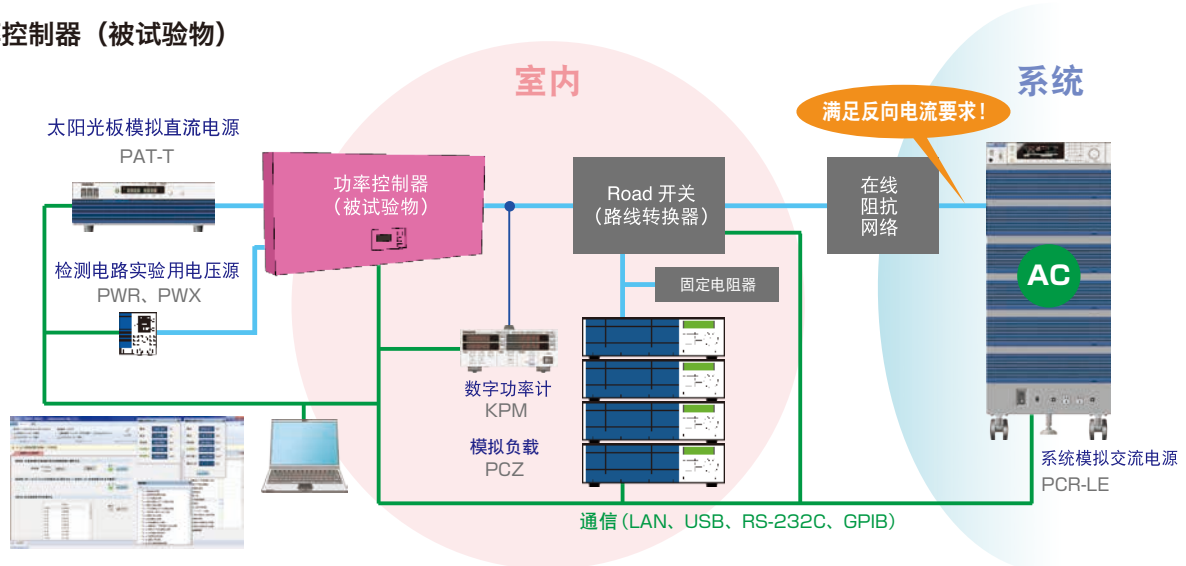 控制器（被试验物）
室内
系统
满足反向电流要求！
太阳光板模拟直流电源
PAT-T
功率控制器
（被试验物）
Road 开关
（路线转换器）
在线
阻抗
网络
AC
检测电路实验用电压源
PWR、PWX
固定电阻器
数字功率计
KPM
模拟负载
PCZ
系统模拟交流电源
PCR-LE
通信(LAN、USB、RS-232C、GPIB)